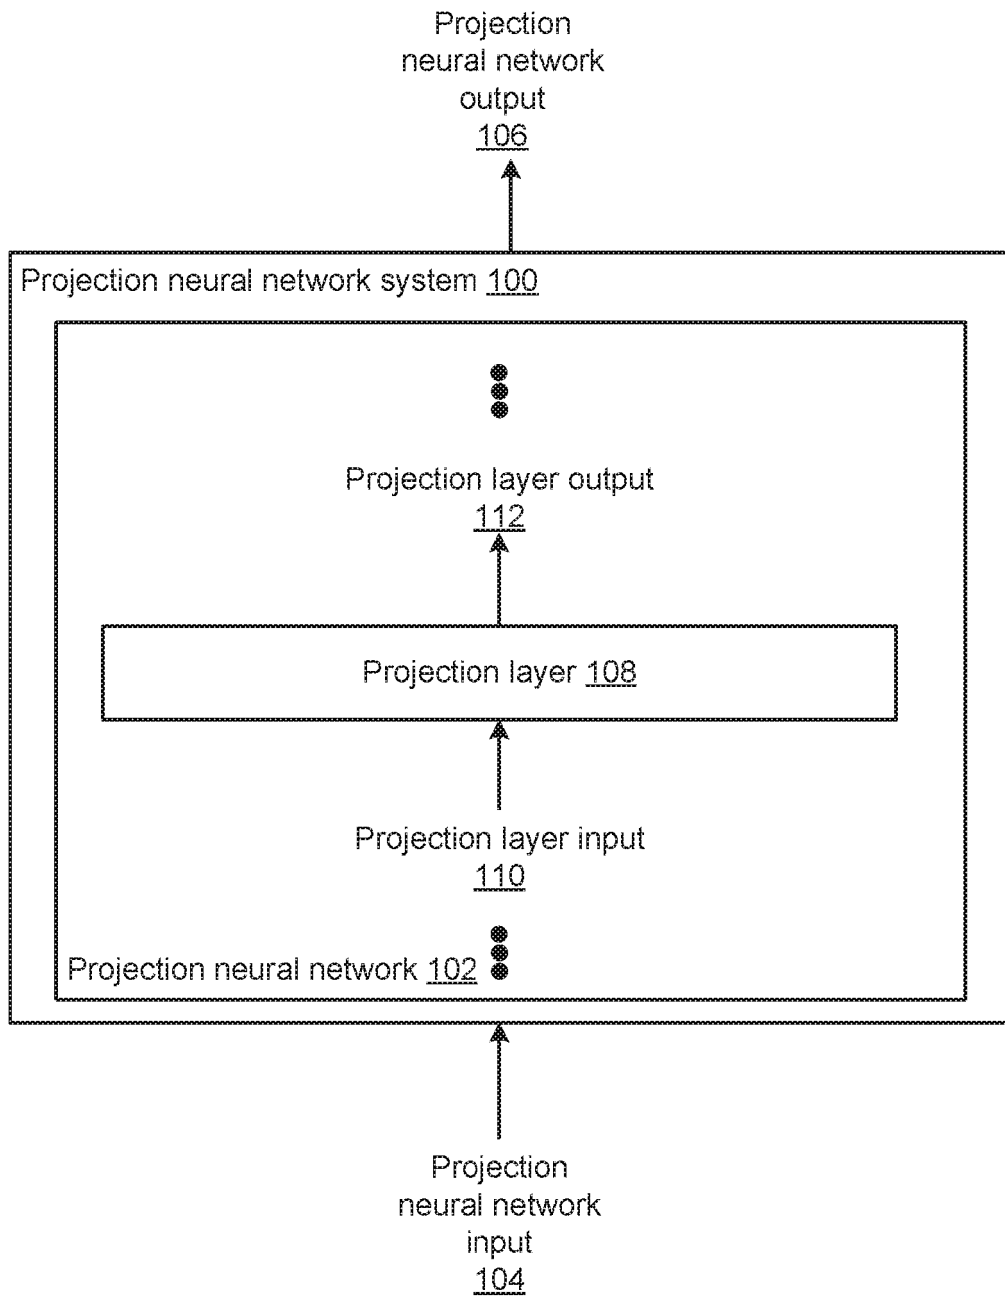 Projection
neural network
output
106
Projection neural network system 100
Projection layer output
112
Projection layer 108
Projection layer input
110
Projection neural network 102
Projection
neural network
input
104